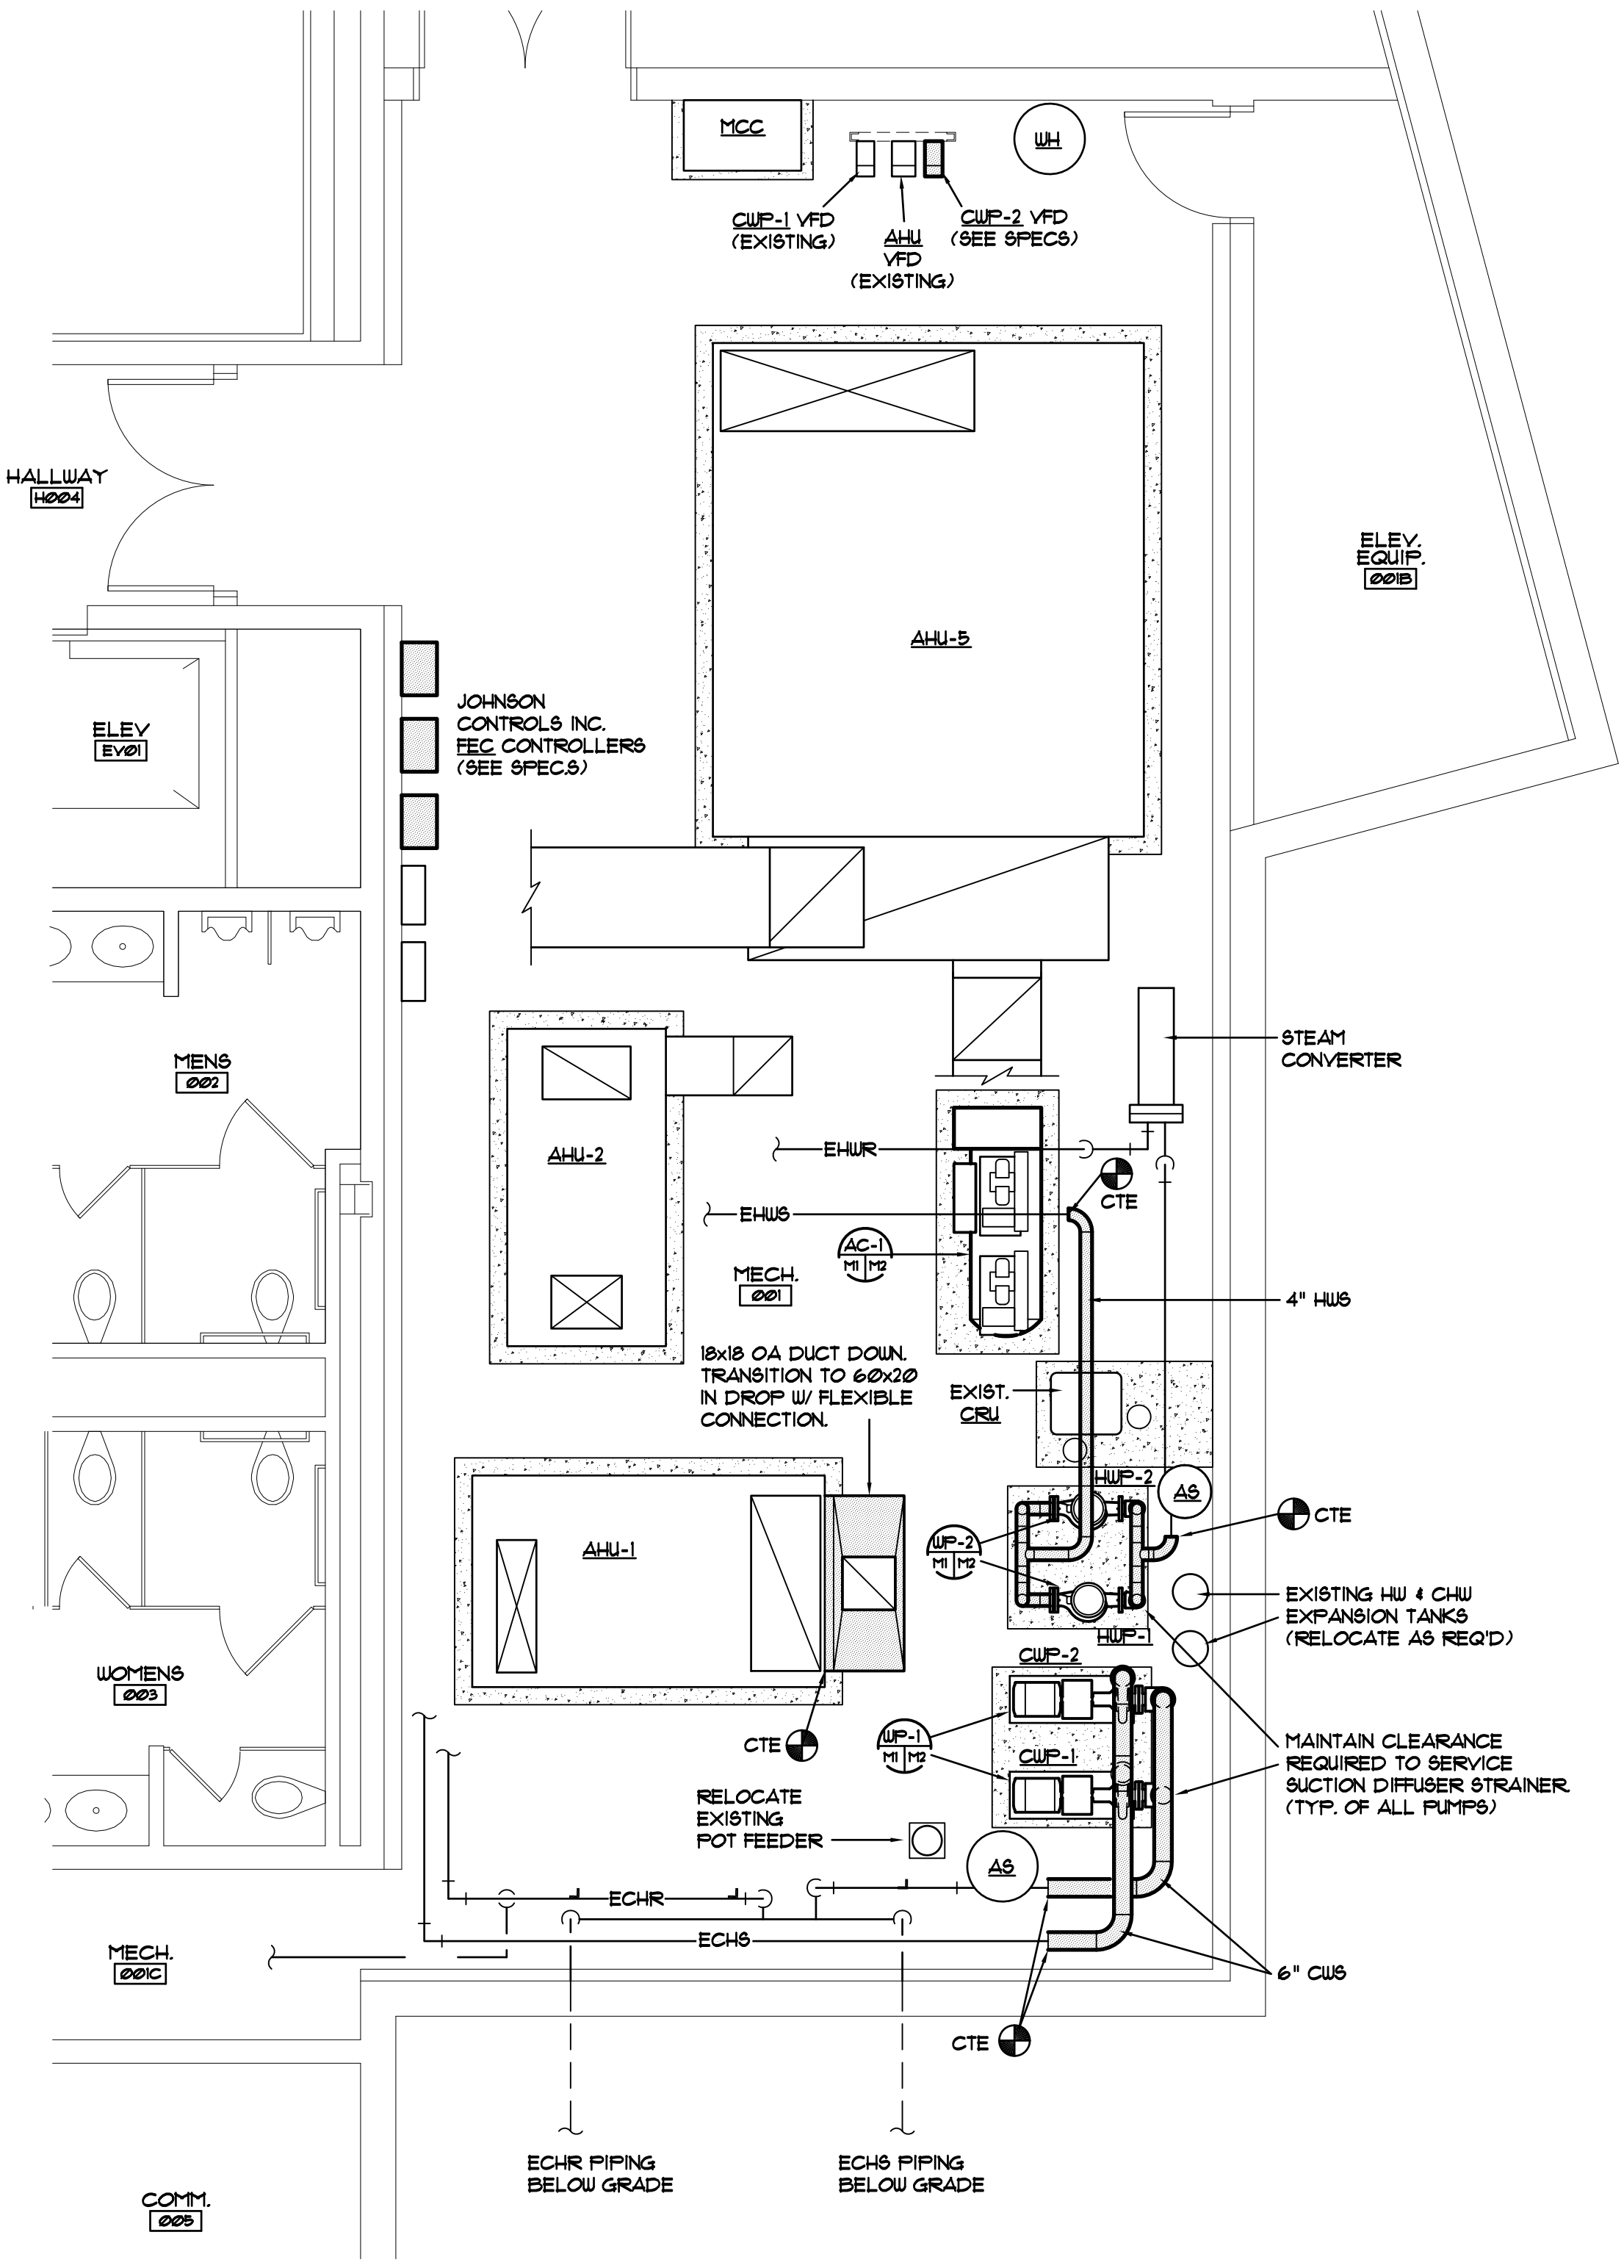 MCC
WH
CWP-1 VFD
(EXISTING)
AHU
VFD
(EXISTING)
CWP-2 VFD
(SEE SPECS)
HALLWAY
H004
ELEV.
EQUIP.
001B
AHU-5
JOHNSON
CONTROLS INC.
FEC CONTROLLERS
(SEE SPEC.S)
ELEV
EV01
MENS
002
STEAM
CONVERTER
AHU-2
EHWR
CTE
EHWS
AC-1
M1 M2
MECH.
001
4" HWS
18x18 OA DUCT DOWN.
TRANSITION TO 60x20
IN DROP W/ FLEXIBLE
CONNECTION.
EXIST.
CRU
HWP-2
AS
CTE
WP-2
M1 M2
AHU-1
EXISTING HW & CHW
EXPANSION TANKS
(RELOCATE AS REQ'D)
HWP-1
CWP-2
WOMENS
003
CTE
WP-1
M1 M2
CWP-1
MAINTAIN CLEARANCE
REQUIRED TO SERVICE
SUCTION DIFFUSER STRAINER
(TYP. OF ALL PUMPS)
RELOCATE
EXISTING
POT FEEDER
AS
ECHR
ECHS
MECH.
001C
6" CWS
CTE
ECHR PIPING
BELOW GRADE
ECHS PIPING
BELOW GRADE
COMM.
005